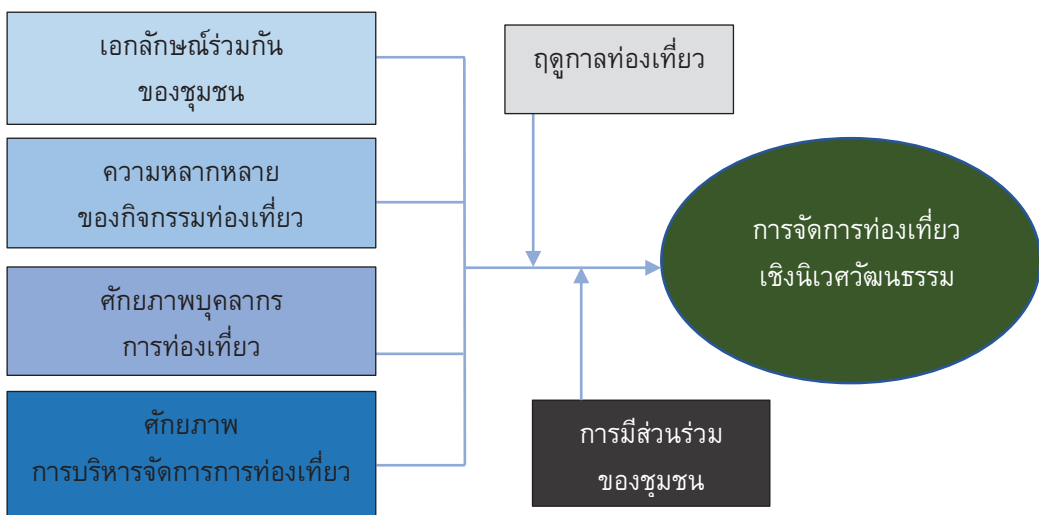 เอกลักษณ์ร่วมกัน
ของชุมชน
ความหลากหลาย
ของกิจกรรมท่องเที่ยว
ศักยภาพบุคลากร
การท่องเที่ยว
ศักยภาพ
การบริหารจัดการการท่องเที่ยว
ฤดูกาลท่องเที่ยว
การมีส่วนร่วม
ของชุมชน
การจัดการท่องเที่ยว
เชิงนิเวศวัฒนธรรม